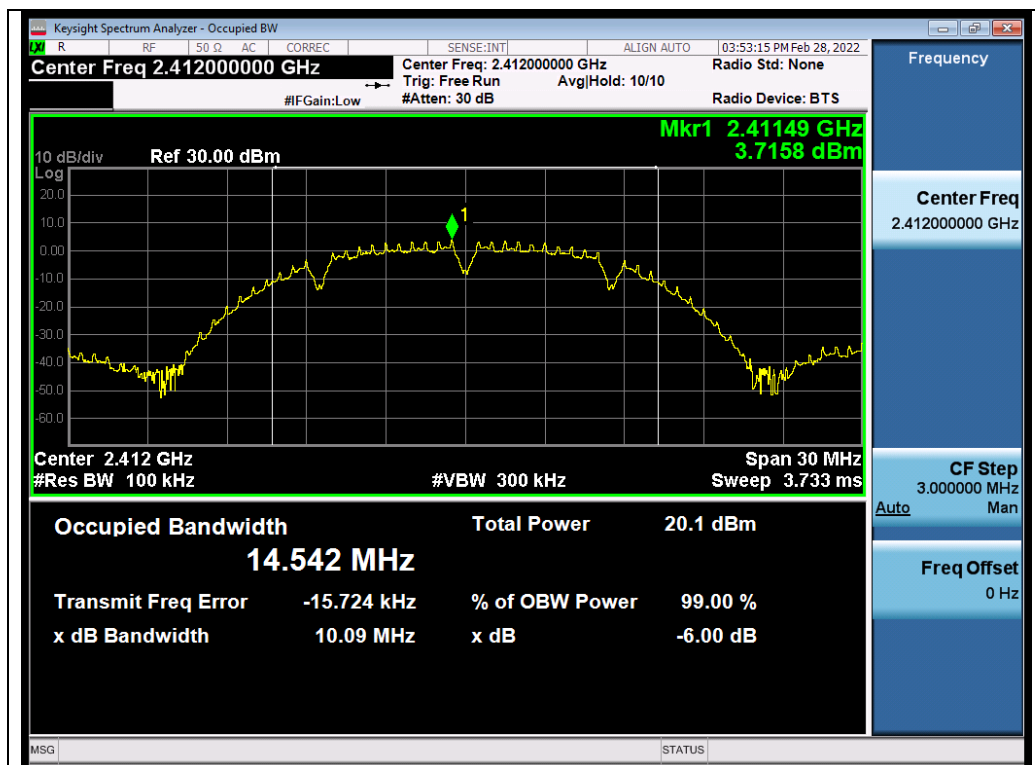 Keysight Spectrum Analyzer - Occupied BW
LXI R RF 50 Ω AC CORREC SENSE:INT ALIGN AUTO 03:53:15 PM Feb 28, 2022
Center Freq 2.412000000 GHz
Center Freq: 2.412000000 GHz Radio Std: None
Trig: Free Run Avg|Hold: 10/10
#IFGain:Low #Atten: 30 dB Radio Device: BTS
Frequency
Mkr1 2.41149 GHz
3.7158 dBm
10 dB/div Ref 30.00 dBm
Log
20.0
10.0
0.00
-10.0
-20.0
-30.0
-40.0
-50.0
-60.0
1
Center 2.412 GHz Span 30 MHz
#Res BW 100 kHz #VBW 300 kHz Sweep 3.733 ms
Center Freq
2.412000000 GHz
CF Step
3.000000 MHz
Auto Man
Freq Offset
0 Hz
Occupied Bandwidth Total Power 20.1 dBm
14.542 MHz
Transmit Freq Error -15.724 kHz % of OBW Power 99.00 %
x dB Bandwidth 10.09 MHz x dB -6.00 dB
MSG STATUS